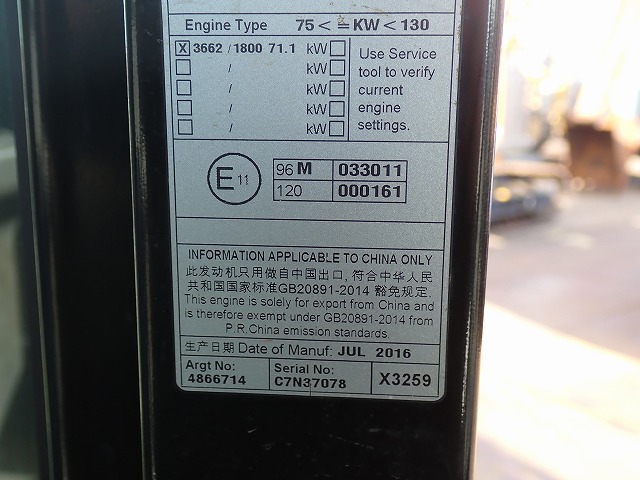 Engine Type 75 < = KW < 130
X 3662 / 1800 71.1 kW
/ kW
/ kW
/ kW
/ kW
Use Service
tool to verify
current
engine
settings.
E 11
96 M 033011
120 000161
INFORMATION APPLICABLE TO CHINA ONLY
此发动机只用做自中国出口, 符合中华人民
共和国国家标准GB20891-2014 豁免规定.
This engine is solely for export from China and
is therefore exempt under GB20891-2014 from
P.R.China emission standards.
生产日期 Date of Manuf: JUL 2016
Argt No:
4866714
Serial No:
C7N37078
X3259